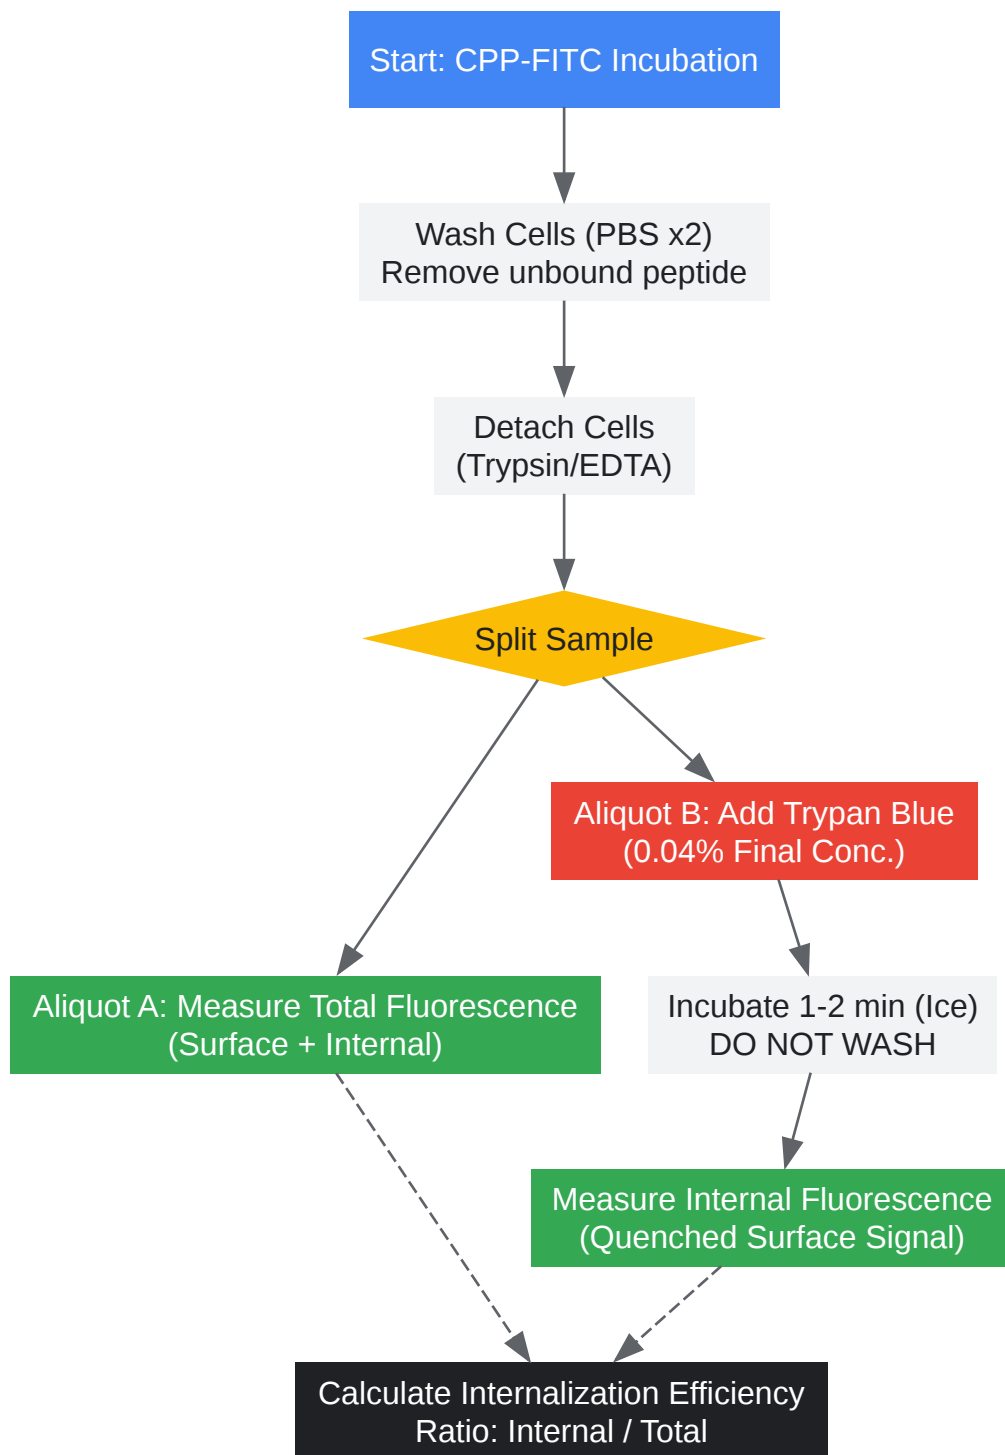 Start: CPP-FITC Incubation
Wash Cells (PBS x2)
Remove unbound peptide
Detach Cells
(Trypsin/EDTA)
Split Sample
Aliquot B: Add Trypan Blue
(0.04% Final Conc.)
Aliquot A: Measure Total Fluorescence
(Surface + Internal)
Incubate 1-2 min (Ice)
DO NOT WASH
Measure Internal Fluorescence
(Quenched Surface Signal)
Calculate Internalization Efficiency
Ratio: Internal / Total